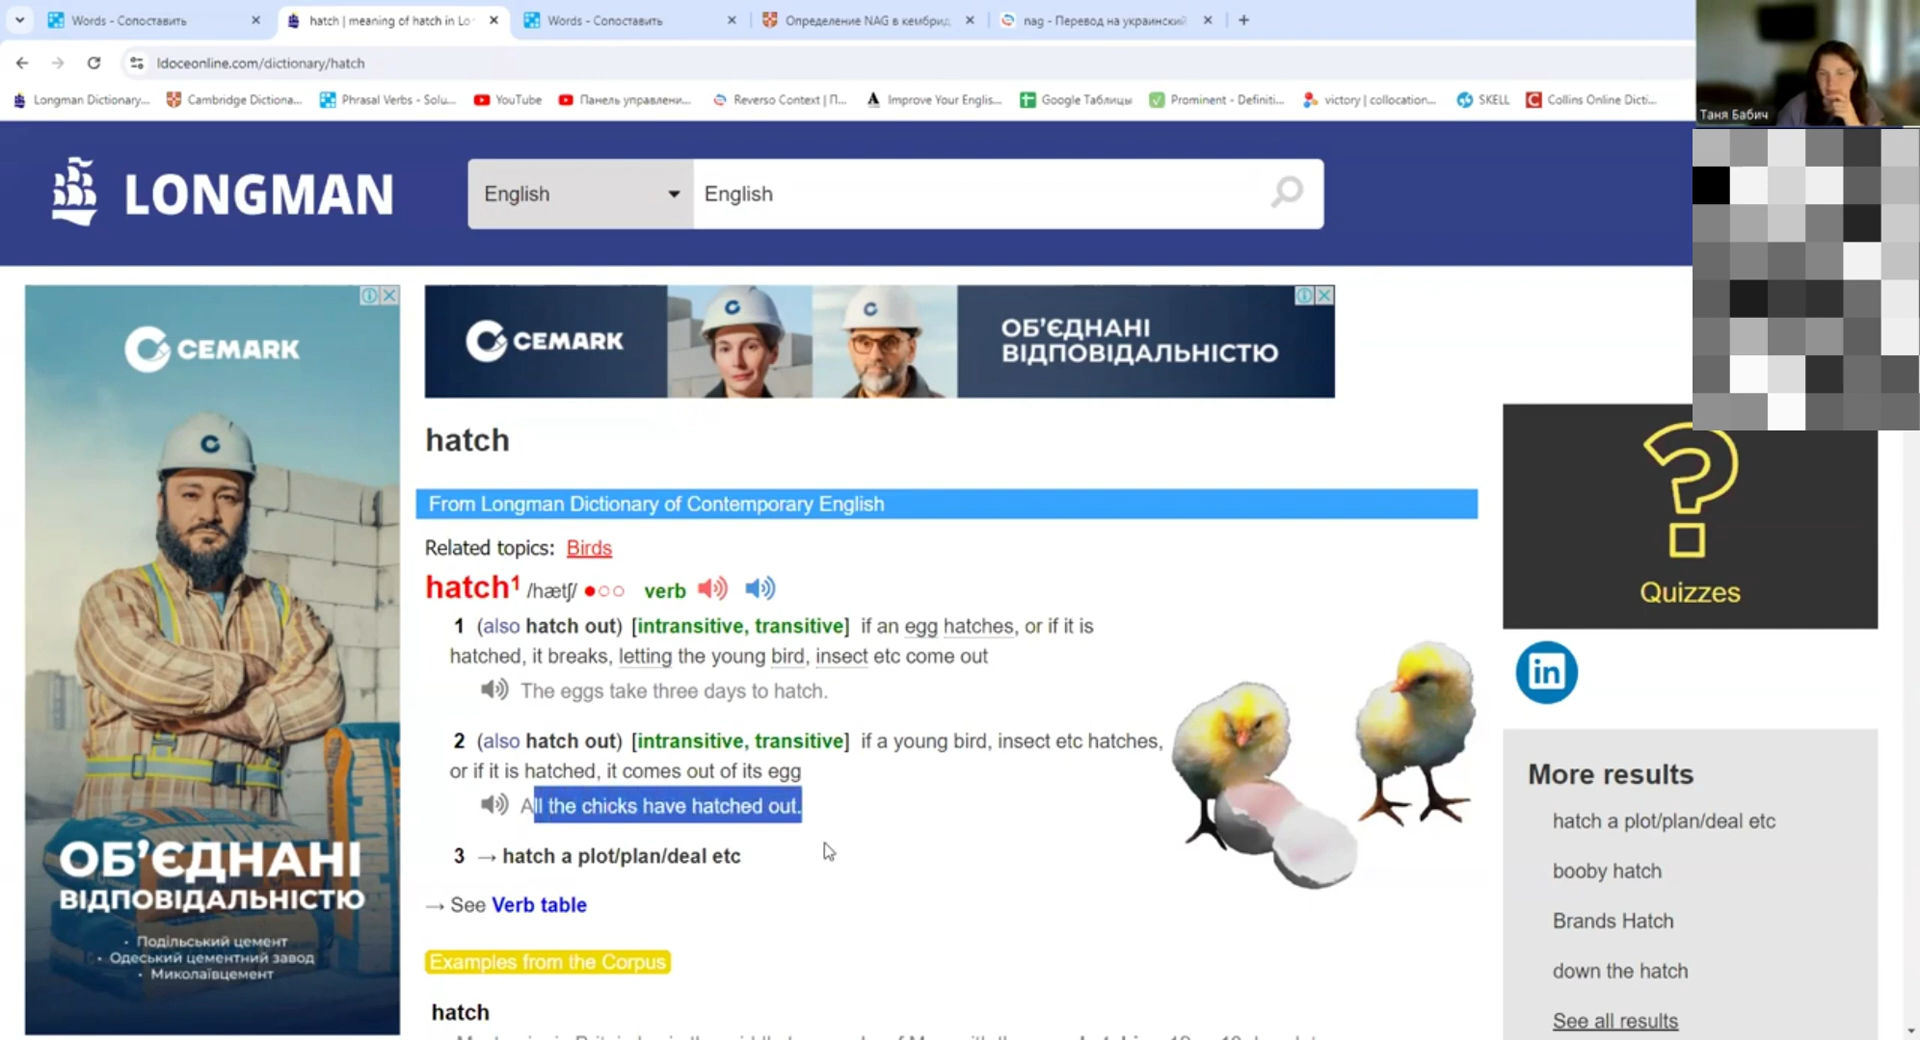 Words - Сопоставить
hatch | meaning of hatch in Lo
Words - Сопоставить
Определение NAG в кембрид
nag - Перевод на украинский
ldoceonline.com/dictionary/hatch
Longman Dictionary...
Cambridge Dictiona...
Phrasal Verbs - Solu...
YouTube
Панель управлени...
Reverso Context | П...
Improve Your Englis...
Google Таблицы
Prominent - Definiti...
victory | collocation...
SKELL
Collins Online Dicti...
Таня Бабич
LONGMAN
English
English
CEMARK
ОБ’ЄДНАНІ
ВІДПОВІДАЛЬНІСТЮ
• Подільський цемент
• Одеський цементний завод
• Миколаївцемент
CEMARK
ОБ’ЄДНАНІ
ВІДПОВІДАЛЬНІСТЮ
hatch
From Longman Dictionary of Contemporary English
Related topics: Birds
hatch1 /hætʃ/ ●○○ verb
1 (also hatch out) [intransitive, transitive] if an egg hatches, or if it is
hatched, it breaks, letting the young bird, insect etc come out
The eggs take three days to hatch.
2 (also hatch out) [intransitive, transitive] if a young bird, insect etc hatches,
or if it is hatched, it comes out of its egg
All the chicks have hatched out.
3 → hatch a plot/plan/deal etc
→ See Verb table
Examples from the Corpus
hatch
?
Quizzes
in
More results
hatch a plot/plan/deal etc
booby hatch
Brands Hatch
down the hatch
See all results